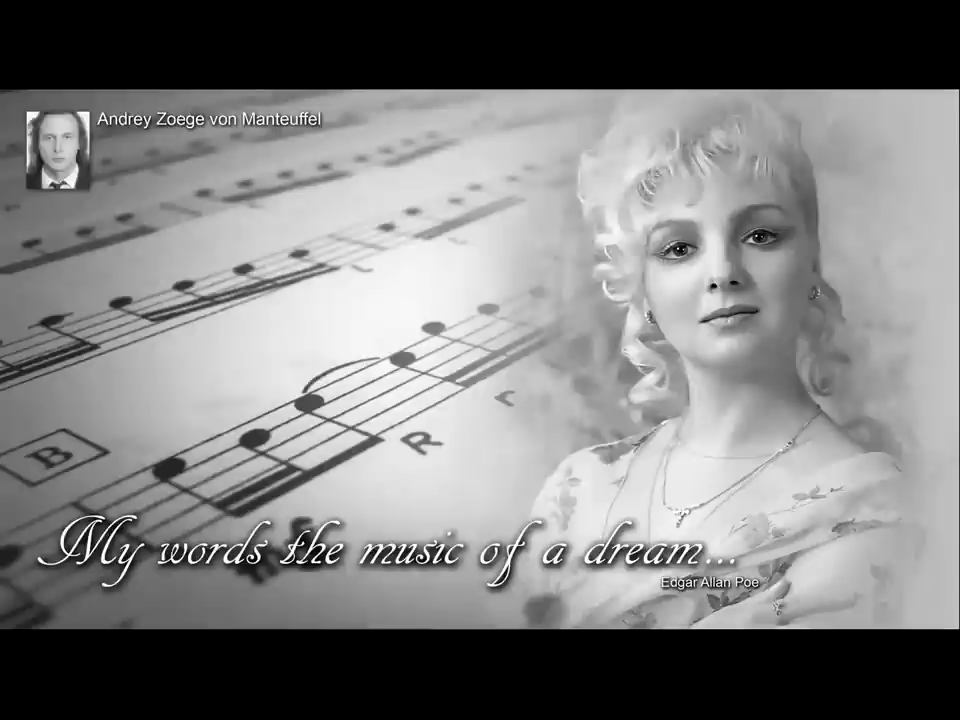 Andrey Zoege von Manteuffel
B
R
My words the music of a dream...
Edgar Allan Poe